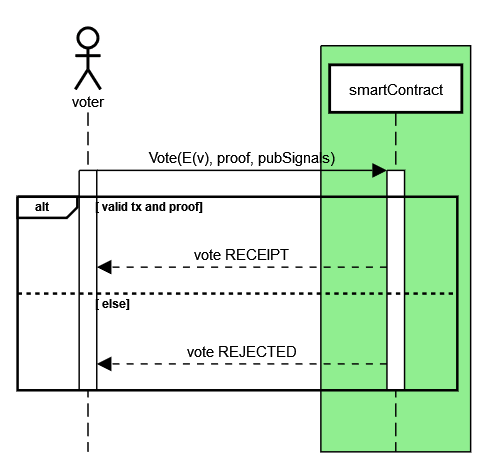 voter
smartContract
Vote(E(v), proof, pubSignals)
alt
[ valid tx and proof]
vote RECEIPT
[ else]
vote REJECTED